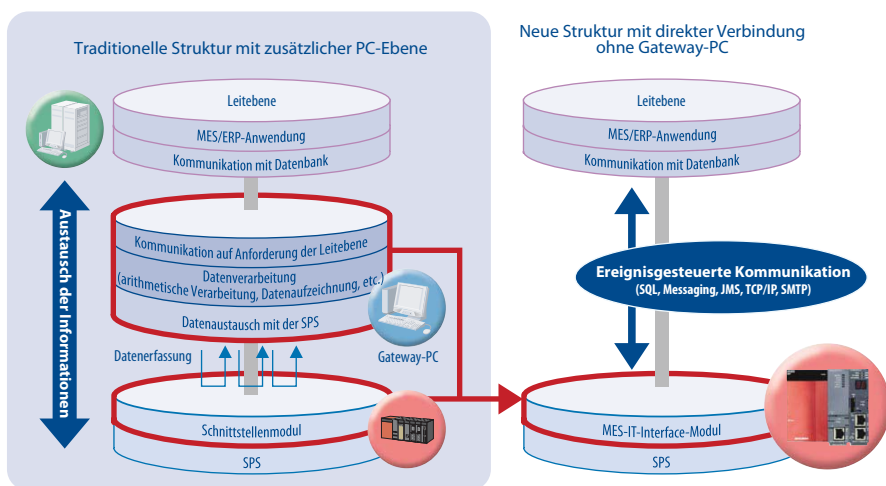 Traditionelle Struktur mit zusätzlicher PC-Ebene
Leitebene
MES/ERP-Anwendung
Kommunikation mit Datenbank
Austausch der Informationen
Kommunikation auf Anforderung der Leitebene
Datenverarbeitung
(arithmetische Verarbeitung, Datenaufzeichnung, etc.)
Datenaustausch mit der SPS
Datenerfassung
Gateway-PC
Schnittstellenmodul
SPS
Neue Struktur mit direkter Verbindung
ohne Gateway-PC
Leitebene
MES/ERP-Anwendung
Kommunikation mit Datenbank
Ereignisgesteuerte Kommunikation
(SQL, Messaging, JMS, TCP/IP, SMTP)
MES-IT-Interface-Modul
SPS